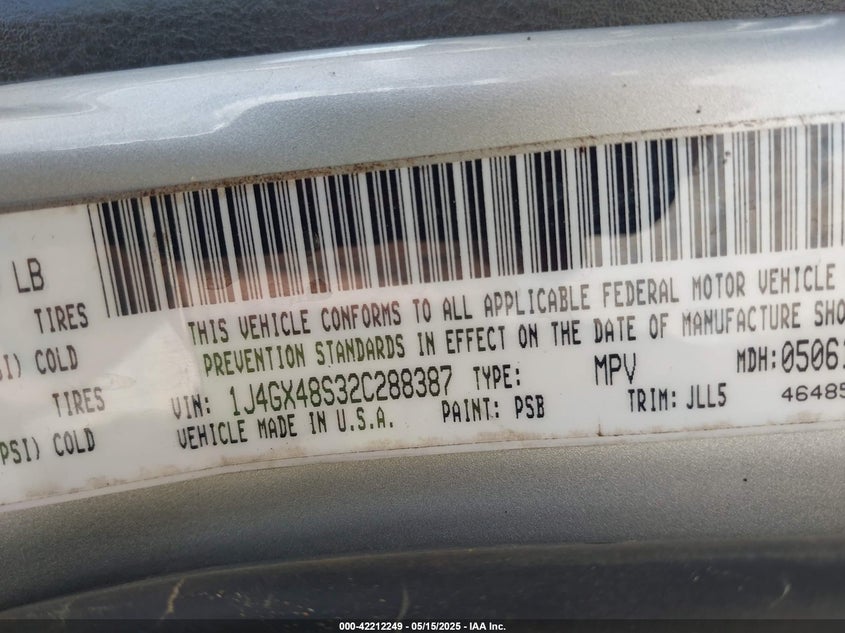 LB
TIRES
COLD
TIRES
PSI) COLD
THIS VEHICLE CONFORMS TO ALL APPLICABLE FEDERAL MOTOR VEHICLE
PREVENTION STANDARDS IN EFFECT ON THE DATE OF MANUFACTURE SHO
VIN: 1J4GX48S32C288387 TYPE: MPV MDH:05061
VEHICLE MADE IN U.S.A. PAINT: PSB TRIM: JLL5 46485
000-42212249 - 05/15/2025 - IAA Inc.